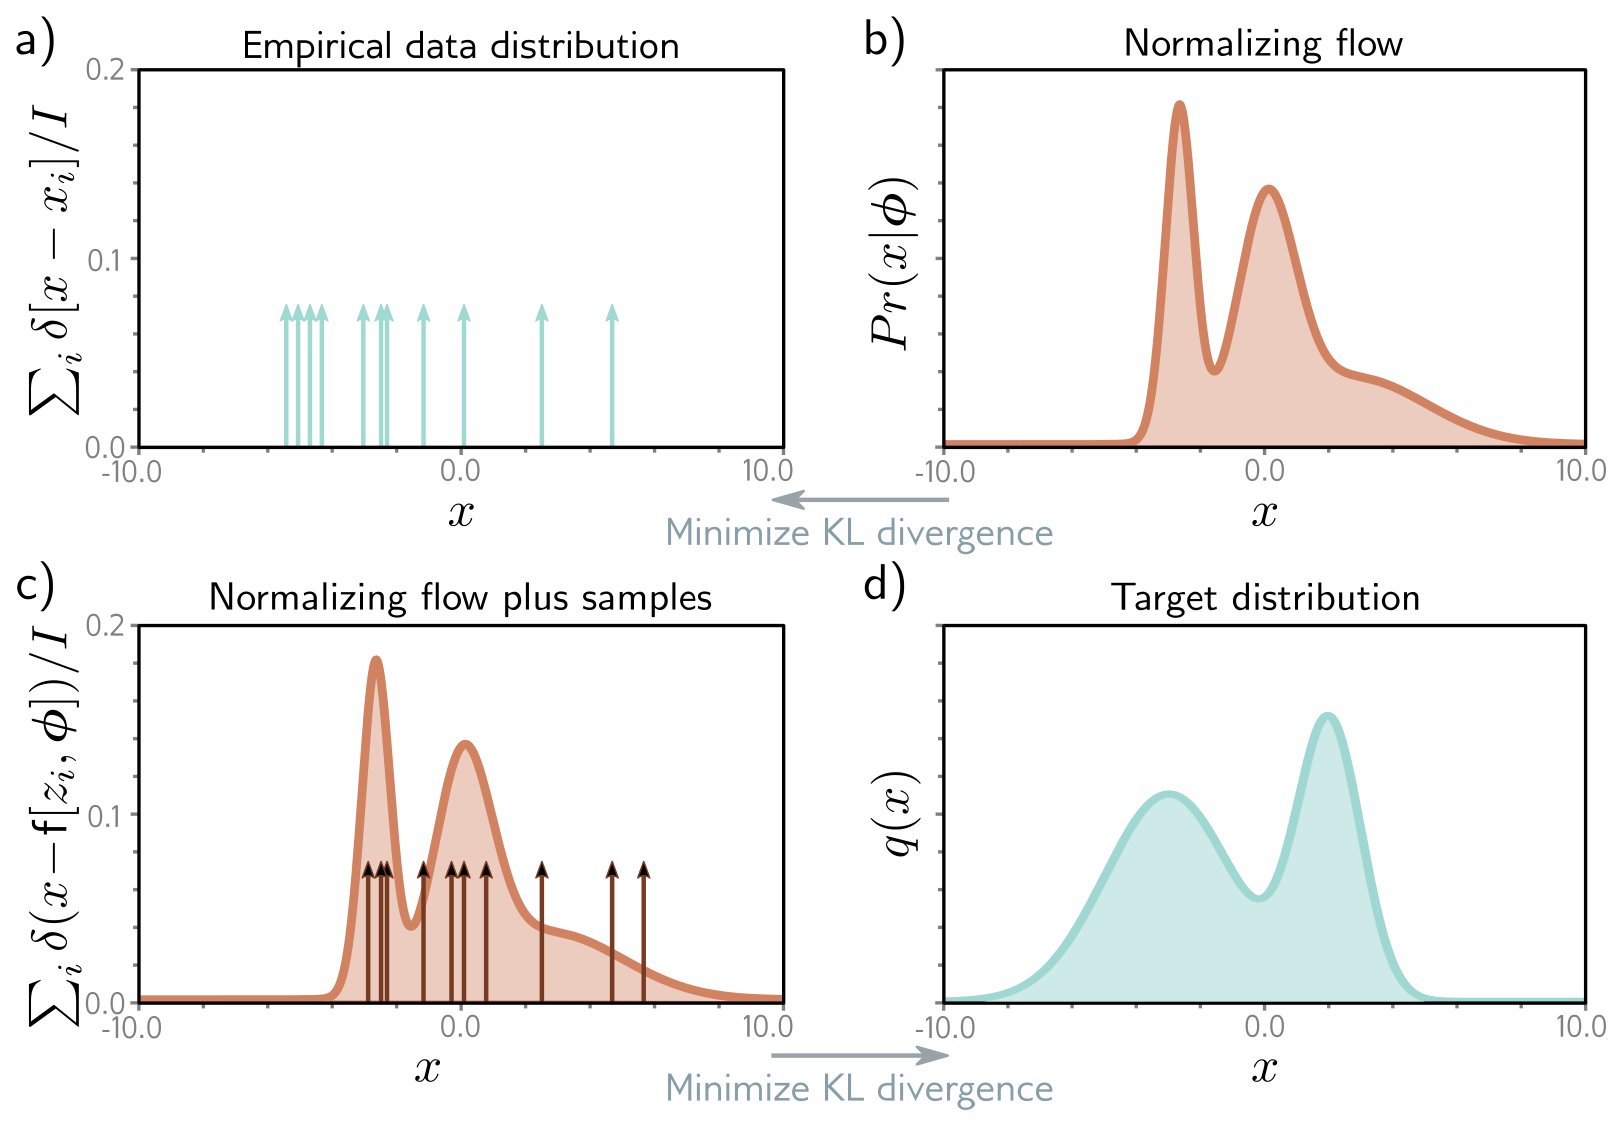 a)
Empirical data distribution
∑ᵢ δ[x − xᵢ]/I
0.2
0.1
0.0
-10.0
0.0
10.0
x
b)
Normalizing flow
Pr(x|ϕ)
-10.0
0.0
10.0
x
Minimize KL divergence
c)
Normalizing flow plus samples
∑ᵢ δ(x−f[zᵢ, ϕ])/I
0.2
0.1
0.0
-10.0
0.0
10.0
x
d)
Target distribution
q(x)
-10.0
0.0
10.0
x
Minimize KL divergence